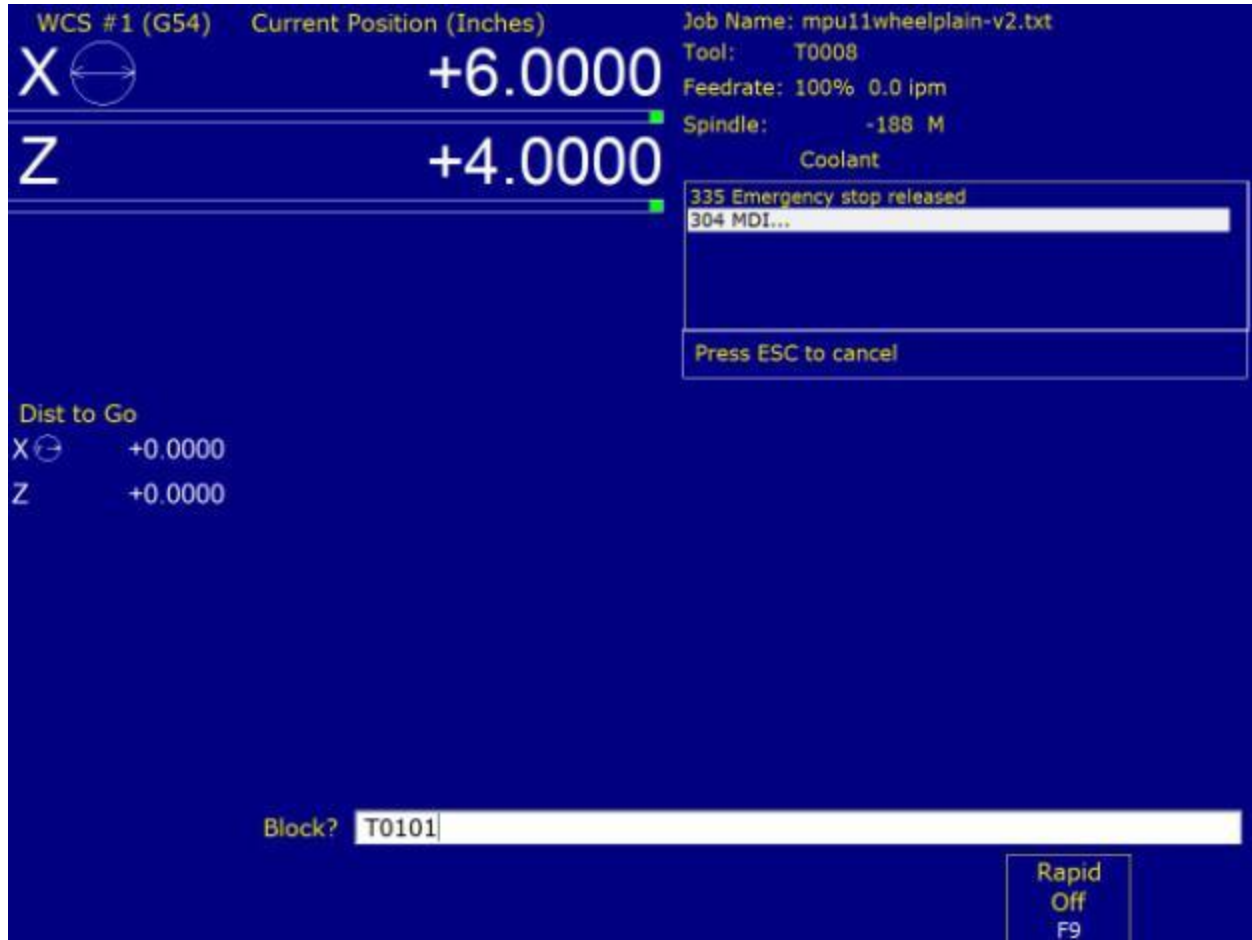 WCS #1 (G54) Current Position (Inches)
X +6.0000
Z +4.0000
Job Name: mpu11wheelplain-v2.txt
Tool: T0008
Feedrate: 100% 0.0 ipm
Spindle: -188 M
Coolant
335 Emergency stop released
304 MDI...
Press ESC to cancel
Dist to Go
X +0.0000
Z +0.0000
Block? T0101
Rapid
Off
F9